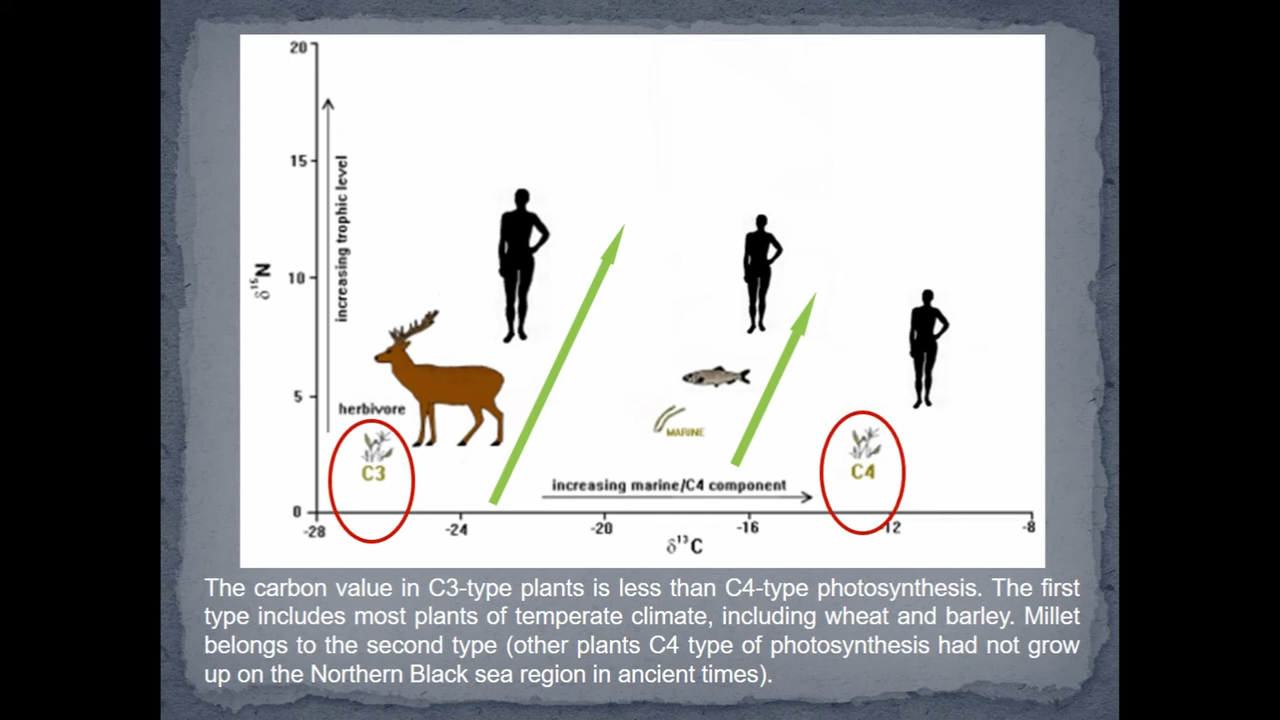 20
15
10
5
0
δ¹⁵N
increasing trophic level
herbivore
C3
MARINE
C4
increasing marine/C4 component
-28
-24
-20
-16
-12
-8
δ¹³C
The carbon value in C3-type plants is less than C4-type photosynthesis. The first
type includes most plants of temperate climate, including wheat and barley. Millet
belongs to the second type (other plants C4 type of photosynthesis had not grow
up on the Northern Black sea region in ancient times).